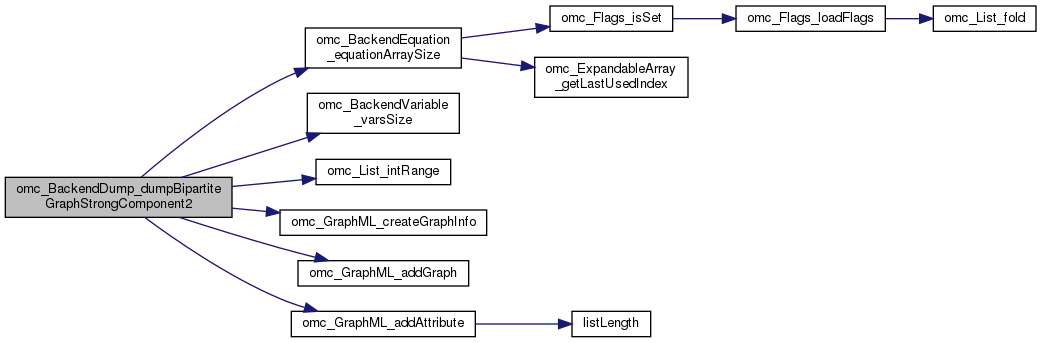 omc_BackendDump_dumpBipartite
GraphStrongComponent2
omc_BackendEquation
_equationArraySize
omc_Flags_isSet
omc_Flags_loadFlags
omc_List_fold
omc_ExpandableArray
_getLastUsedIndex
omc_BackendVariable
_varsSize
omc_List_intRange
omc_GraphML_createGraphInfo
omc_GraphML_addGraph
omc_GraphML_addAttribute
listLength